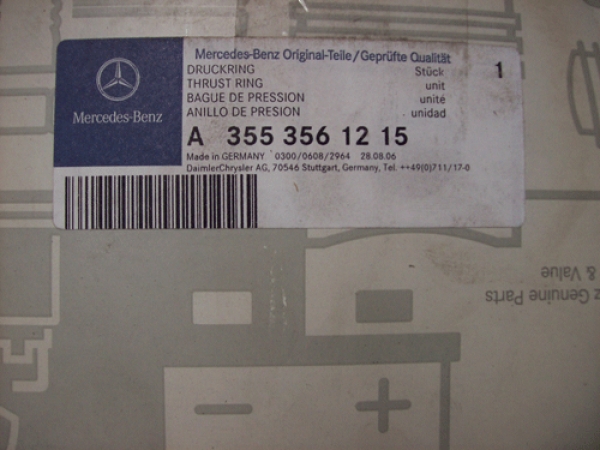 Mercedes-Benz Original-Teile/Geprüfte Qualität
DRUCKRING Stück 1
THRUST RING unit
BAGUE DE PRESSION unité
ANILLO DE PRESION unidad
Mercedes-Benz
A 355 356 12 15
Made in GERMANY 0300/0608/2964 28.08.06
DaimlerChrysler AG, 70546 Stuttgart, Germany, Tel. ++49(0)711/17-0
& Value
z Genuine Parts